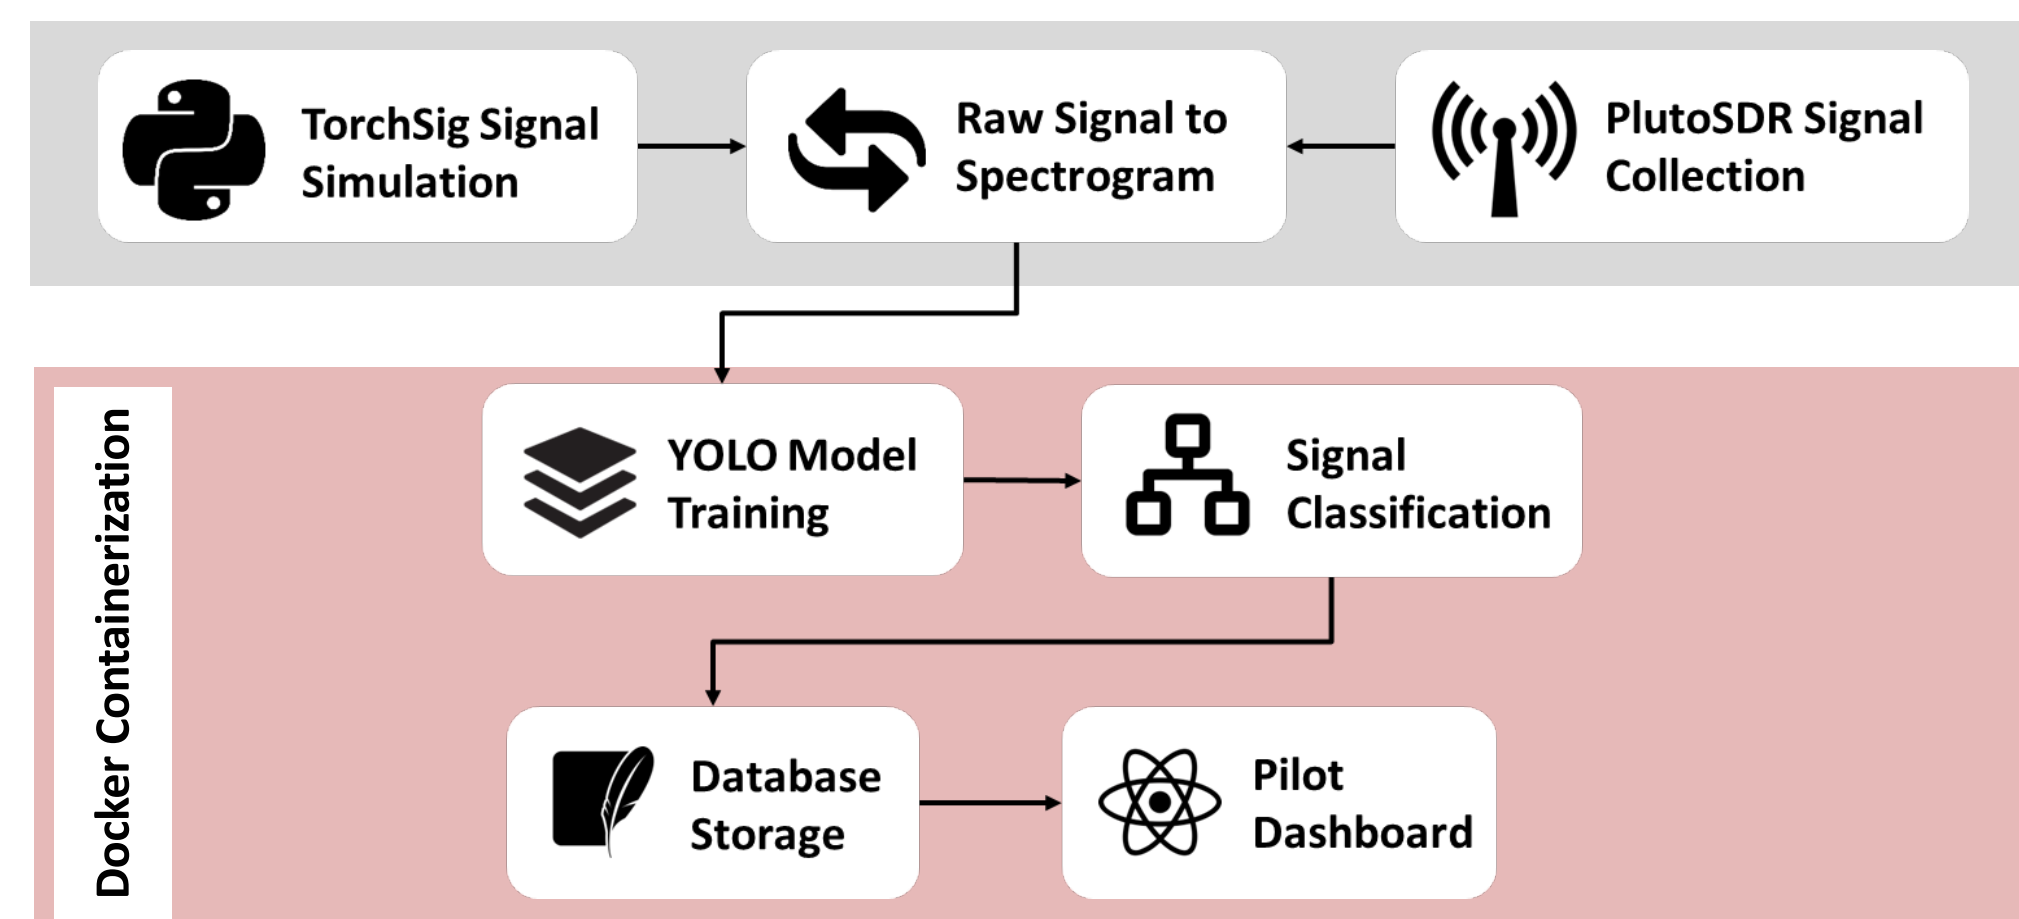 TorchSig Signal
Simulation
Raw Signal to
Spectrogram
PlutoSDR Signal
Collection
Docker Containerization
YOLO Model
Training
Signal
Classification
Database
Storage
Pilot
Dashboard